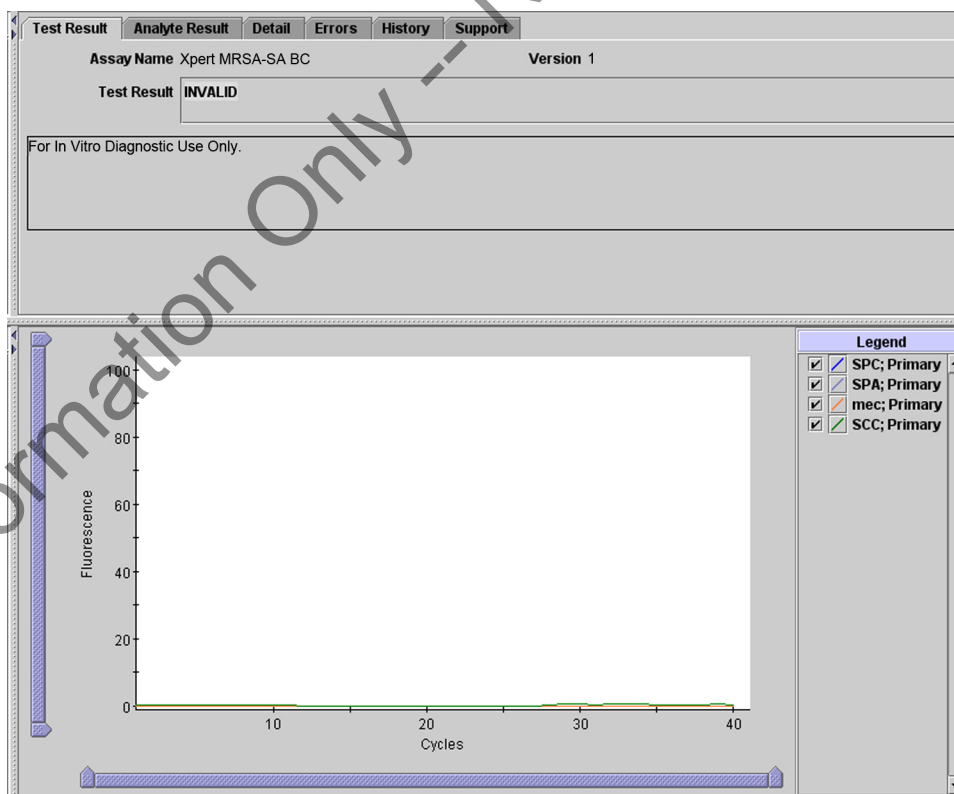 Test Result Analyte Result Detail Errors History Support
Assay Name Xpert MRSA-SA BC Version 1
Test Result INVALID
For In Vitro Diagnostic Use Only.
Legend
SPC; Primary
SPA; Primary
mec; Primary
SCC; Primary
100
80
60
40
20
0
Fluorescence
10 20 30 40
Cycles
ormation Only --